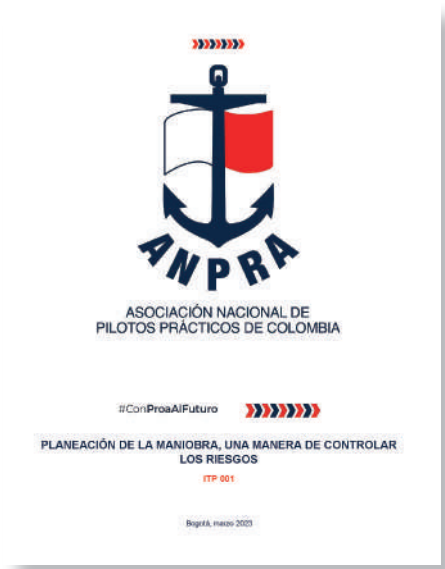 ANPRA
ASOCIACIÓN NACIONAL DE
PILOTOS PRÁCTICOS DE COLOMBIA
#ConProaAlFuturo
PLANEACIÓN DE LA MANIOBRA, UNA MANERA DE CONTROLAR
LOS RIESGOS
ITP 001
Bogotá, marzo 2023